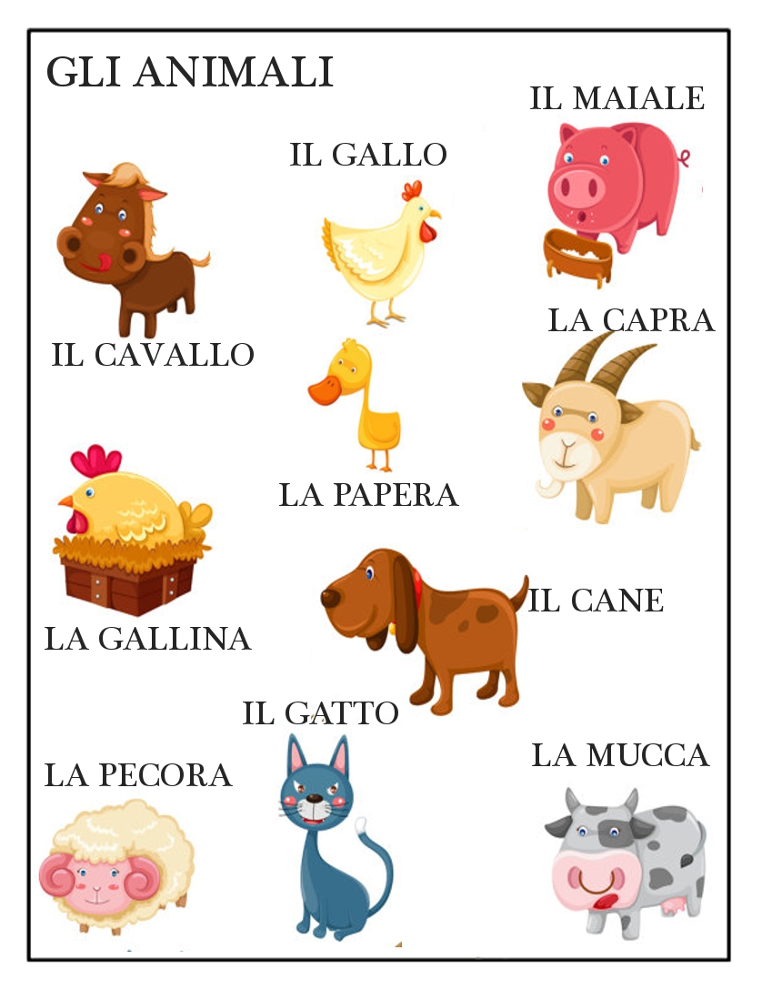 GLI ANIMALI
IL MAIALE
IL GALLO
LA CAPRA
IL CAVALLO
LA PAPERA
IL CANE
LA GALLINA
IL GATTO
LA MUCCA
LA PECORA